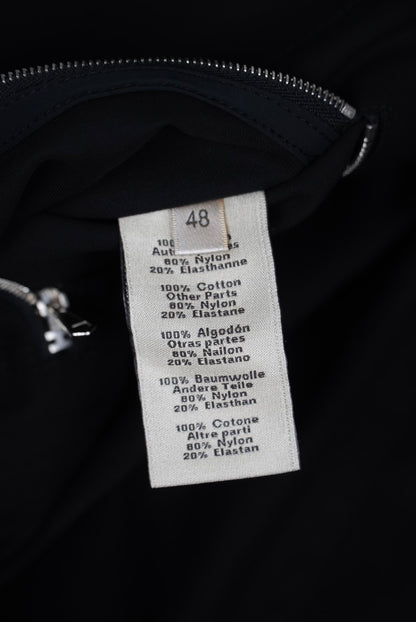 48
100%
80% Nylon
20% Elasthanne
100% Cotton
Other Parts
80% Nylon
20% Elastane
100% Algodón
Otras partes
80% Nailon
20% Elastano
100% Baumwolle
Andere Teile
80% Nylon
20% Elasthan
100% Cotone
Altre parti
80% Nylon
20% Elastan